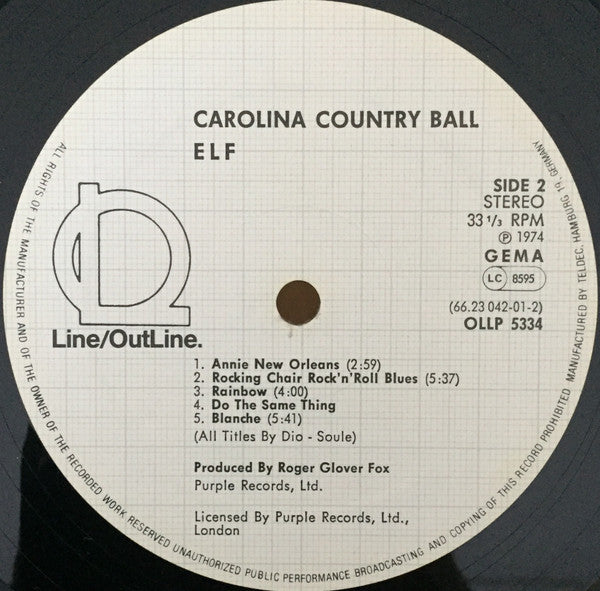 CAROLINA COUNTRY BALL
ELF
SIDE 2
STEREO
33 1/3 RPM
Ⓟ 1974
GEMA
LC 8595
(66.23 042-01-2)
OLLP 5334
Line/OutLine.
1. Annie New Orleans (2:59)
2. Rocking Chair Rock'n'Roll Blues (5:37)
3. Rainbow (4:00)
4. Do The Same Thing
5. Blanche (5:41)
(All Titles By Dio - Soule)
Produced By Roger Glover Fox
Purple Records, Ltd.
Licensed By Purple Records, Ltd.,
London
ALL RIGHTS OF THE MANUFACTURER AND OF THE OWNER OF THE RECORDED WORK RESERVED UNAUTHORIZED PUBLIC PERFORMANCE BROADCASTING AND COPYING OF THIS RECORD PROHIBITED MANUFACTURED BY TELDEC, HAMBURG 19, GERMANY